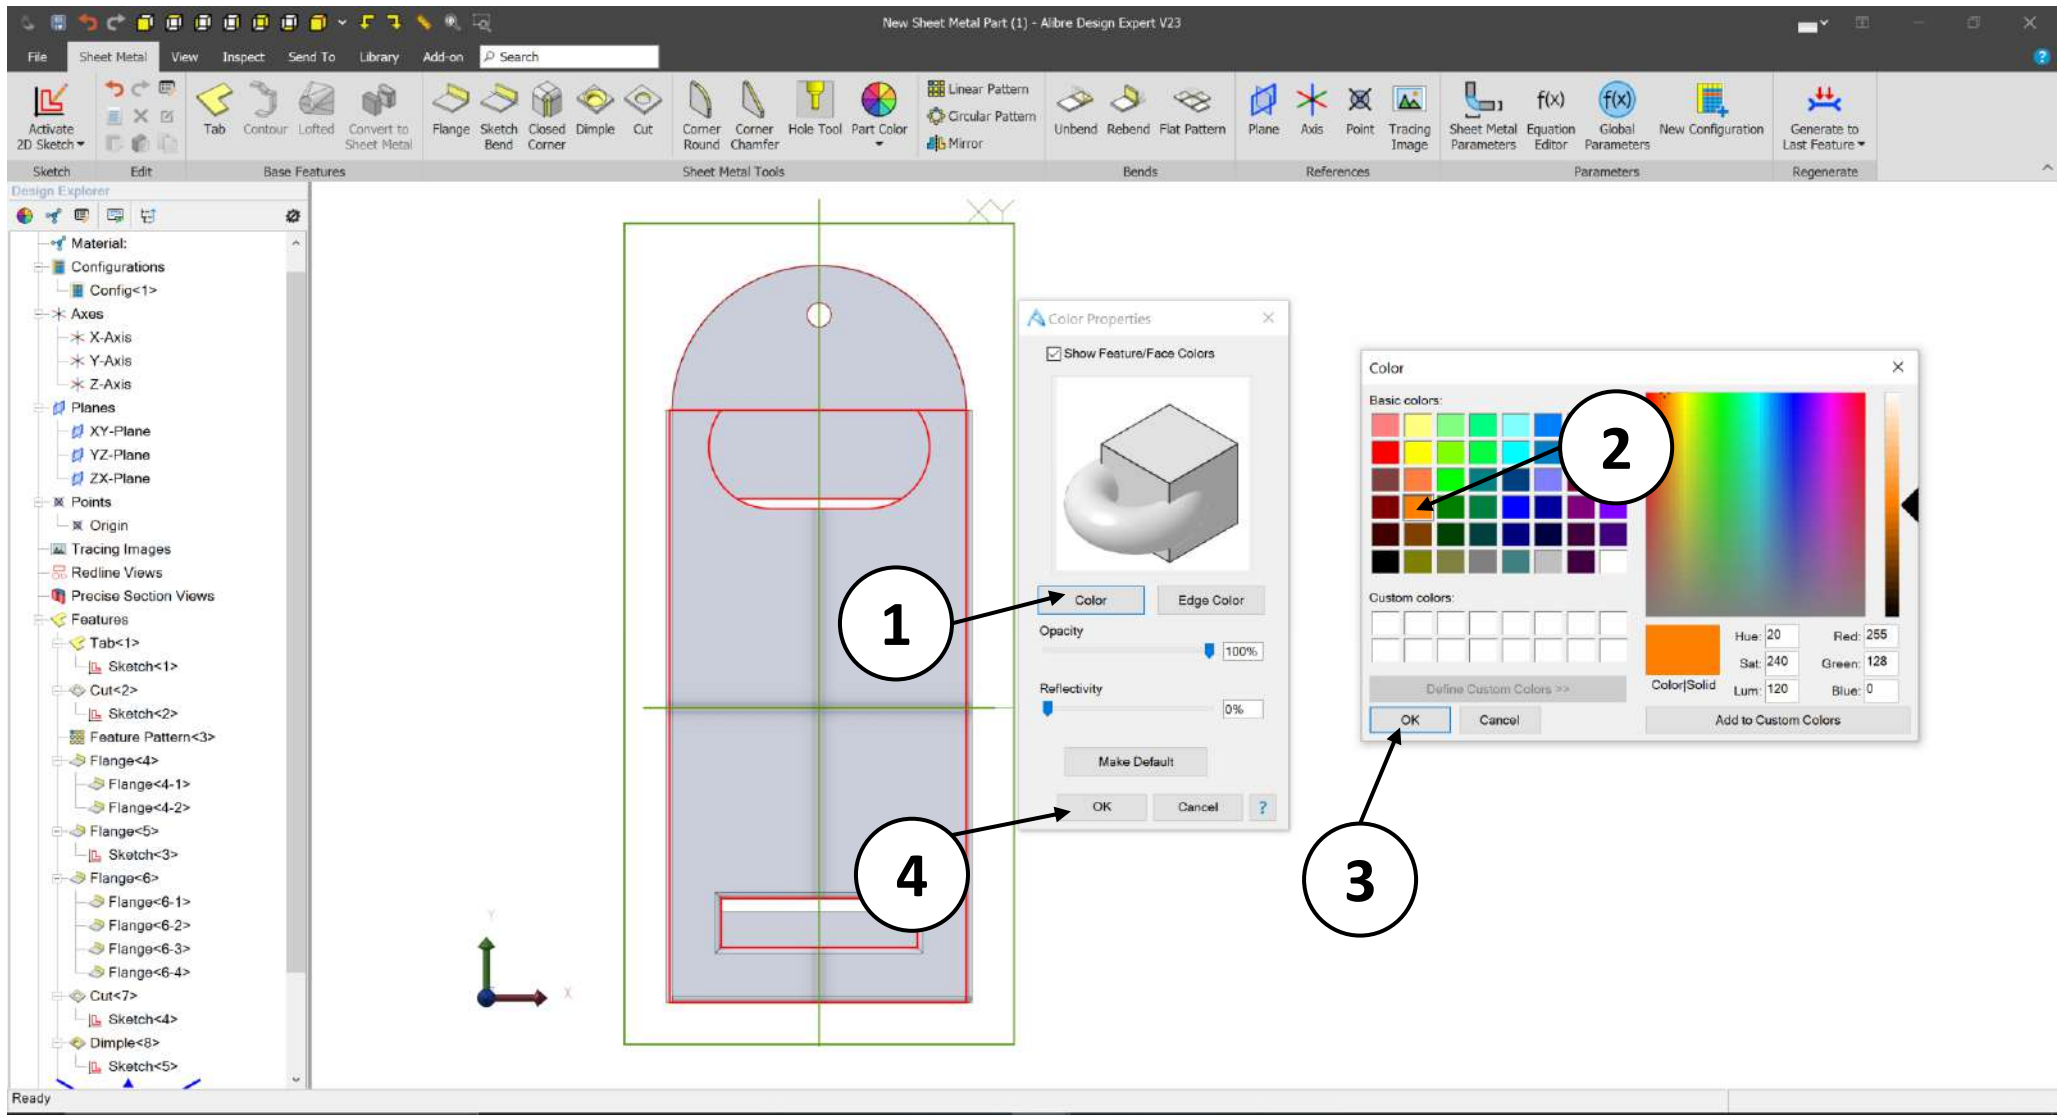 New Sheet Metal Part (1) - Alibre Design Expert V23
File Sheet Metal View Inspect Send To Library Add-on Search
Activate 2D Sketch
Tab Contour Lofted Convert to Sheet Metal
Flange Sketch Bend Closed Corner Dimple Cut
Corner Round Corner Chamfer Hole Tool Part Color
Linear Pattern
Circular Pattern
Mirror
Unbend Rebend Flat Pattern
Plane Axis Point Tracing Image
Sheet Metal Parameters f(x) Equation Editor f(x) Global Parameters New Configuration
Generate to Last Feature
Sketch Edit Base Features Sheet Metal Tools Bends References Parameters Regenerate
Design Explorer
Material:
Configurations
Config<1>
Axes
X-Axis
Y-Axis
Z-Axis
Planes
XY-Plane
YZ-Plane
ZX-Plane
Points
Origin
Tracing Images
Redline Views
Precise Section Views
Features
Tab<1>
Sketch<1>
Cut<2>
Sketch<2>
Feature Pattern<3>
Flange<4>
Flange<4-1>
Flange<4-2>
Flange<5>
Sketch<3>
Flange<6>
Flange<6-1>
Flange<6-2>
Flange<6-3>
Flange<6-4>
Cut<7>
Sketch<4>
Dimple<8>
Sketch<5>
Ready
XY
Y
X
Color Properties
Show Feature/Face Colors
Color Edge Color
Opacity
100%
Reflectivity
0%
Make Default
OK Cancel ?
Color
Basic colors:
Custom colors:
Define Custom Colors >>
OK Cancel
Color|Solid
Hue: 20 Red: 255
Sat: 240 Green: 128
Lum: 120 Blue: 0
Add to Custom Colors
1
2
3
4